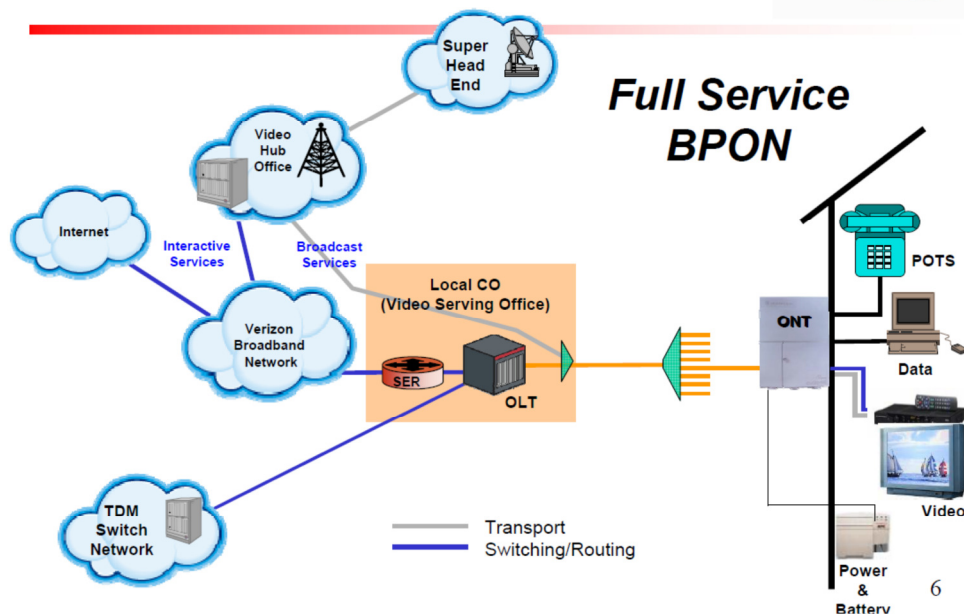 Full Service
BPON
Super
Head
End
Video
Hub
Office
Internet
Interactive
Services
Broadcast
Services
Local CO
(Video Serving Office)
Verizon
Broadband
Network
SER
OLT
TDM
Switch
Network
Transport
Switching/Routing
ONT
POTS
Data
Video
Power
&
Battery
6